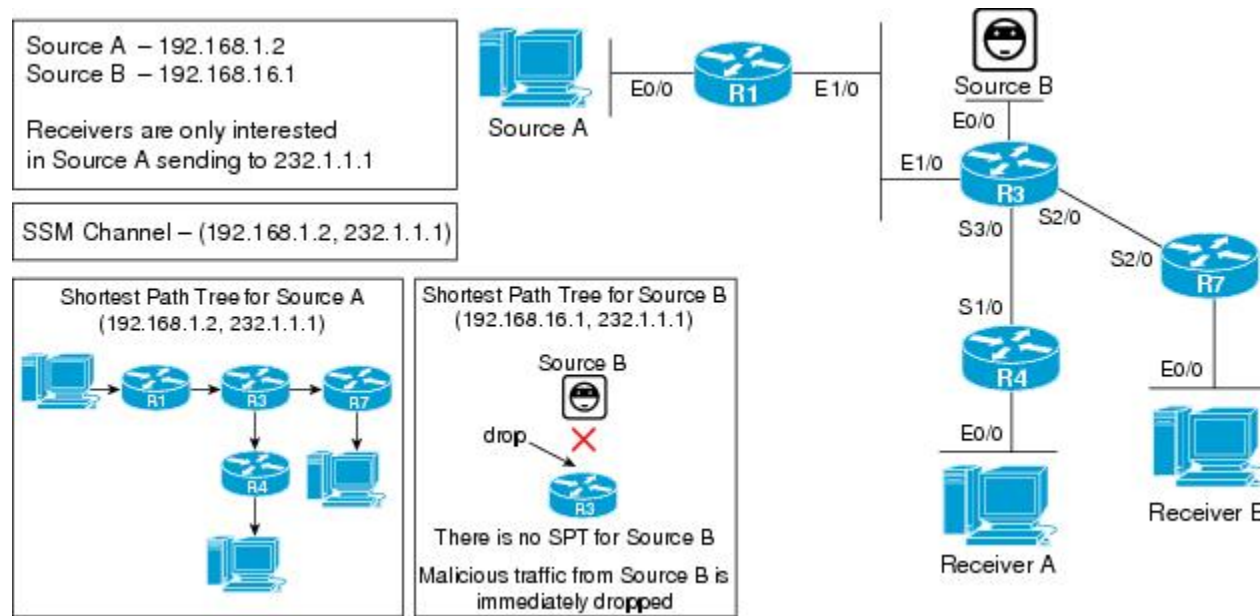 Source A – 192.168.1.2
Source B – 192.168.16.1
Receivers are only interested
in Source A sending to 232.1.1.1
SSM Channel – (192.168.1.2, 232.1.1.1)
Shortest Path Tree for Source A
(192.168.1.2, 232.1.1.1)
R1
R3
R7
R4
Shortest Path Tree for Source B
(192.168.16.1, 232.1.1.1)
Source B
drop
R3
There is no SPT for Source B
Malicious traffic from Source B is
immediately dropped
Source A
E0/0
R1
E1/0
Source B
E0/0
E1/0
R3
S3/0
S2/0
S2/0
R7
S1/0
R4
E0/0
E0/0
Receiver A
Receiver B